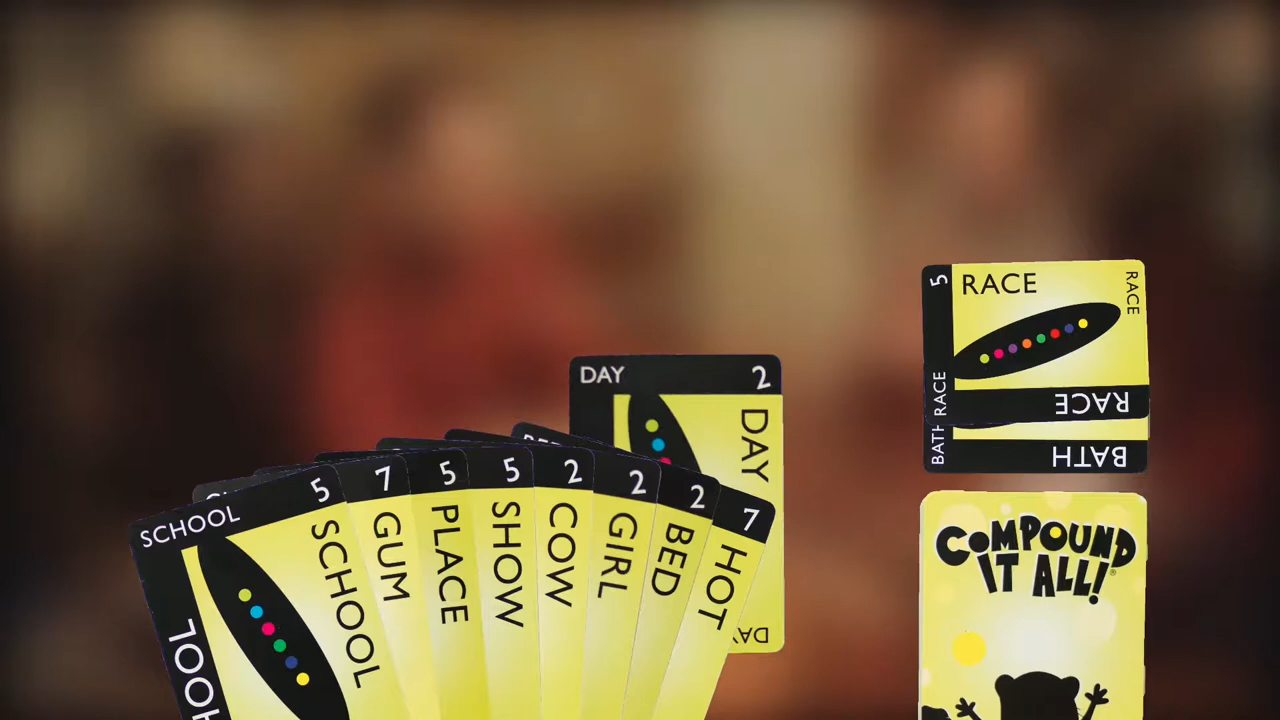 DAY 2
DAY
DAY
SCHOOL 5
SCHOOL
7
GUM
5
PLACE
5
SHOW
2
COW
2
GIRL
2
BED
7
HOT
5
RACE
RACE
RACE
RACE
BATH
BATH
COMPOUND
IT ALL!